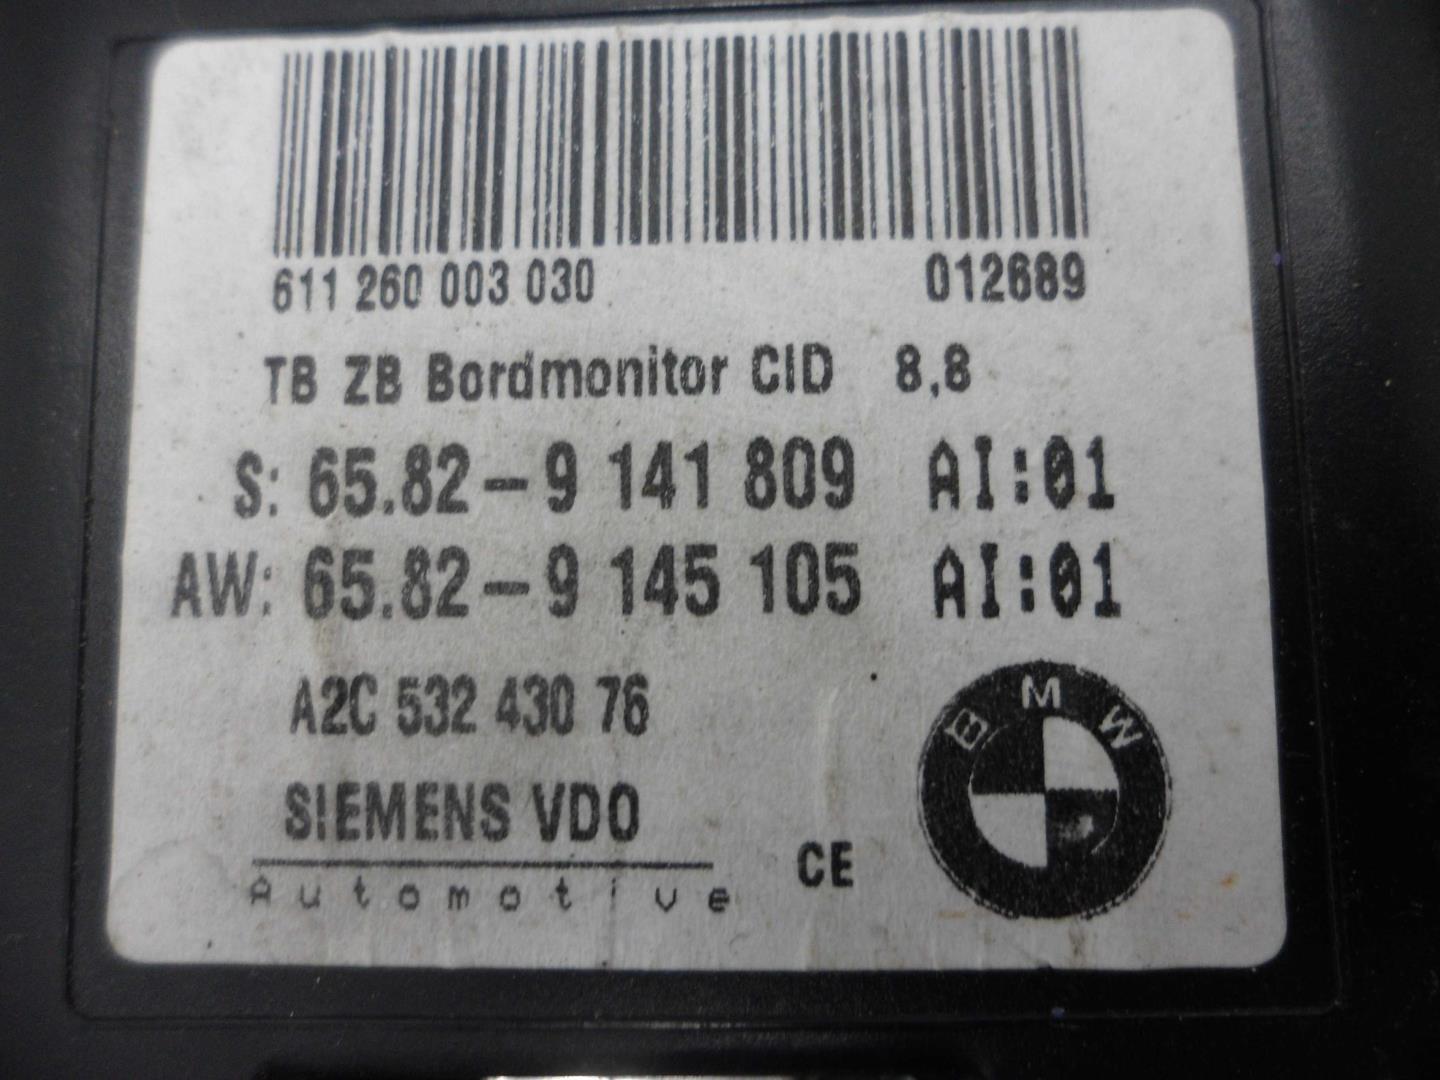 611 260 003 030 012689
TB ZB Bordmonitor CID 8,8
S: 65.82-9 141 809 AI:01
AW: 65.82-9 145 105 AI:01
A2C 532 430 76
SIEMENS VDO
Automotive
CE
BMW